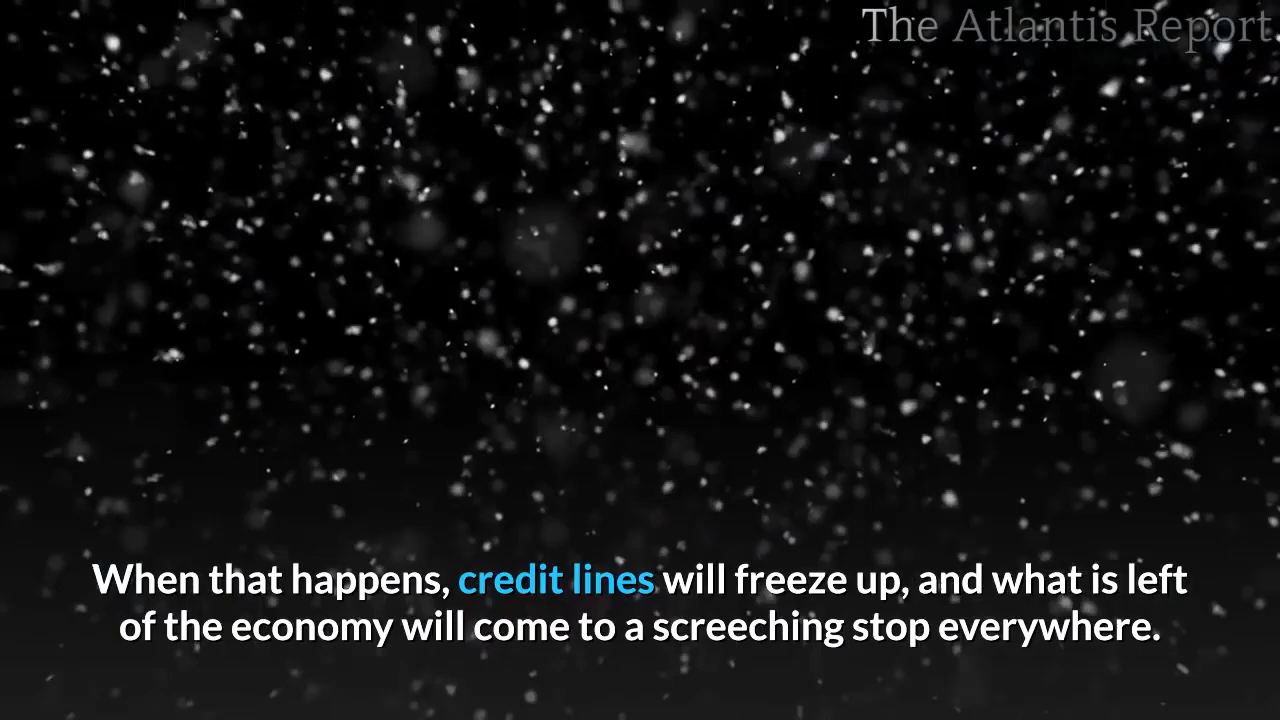 The Atlantis Report
When that happens, credit lines will freeze up, and what is left
of the economy will come to a screeching stop everywhere.